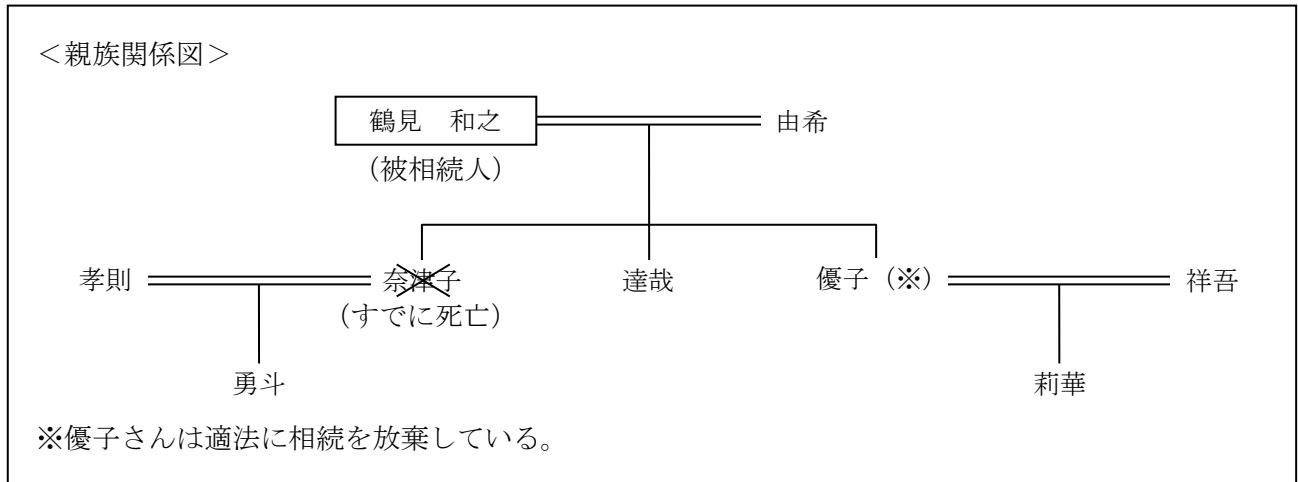 ＜親族関係図＞
鶴見　和之
由希
（被相続人）
孝則
奈津子
達哉
優子（※）
祥吾
（すでに死亡）
勇斗
莉華
※優子さんは適法に相続を放棄している。